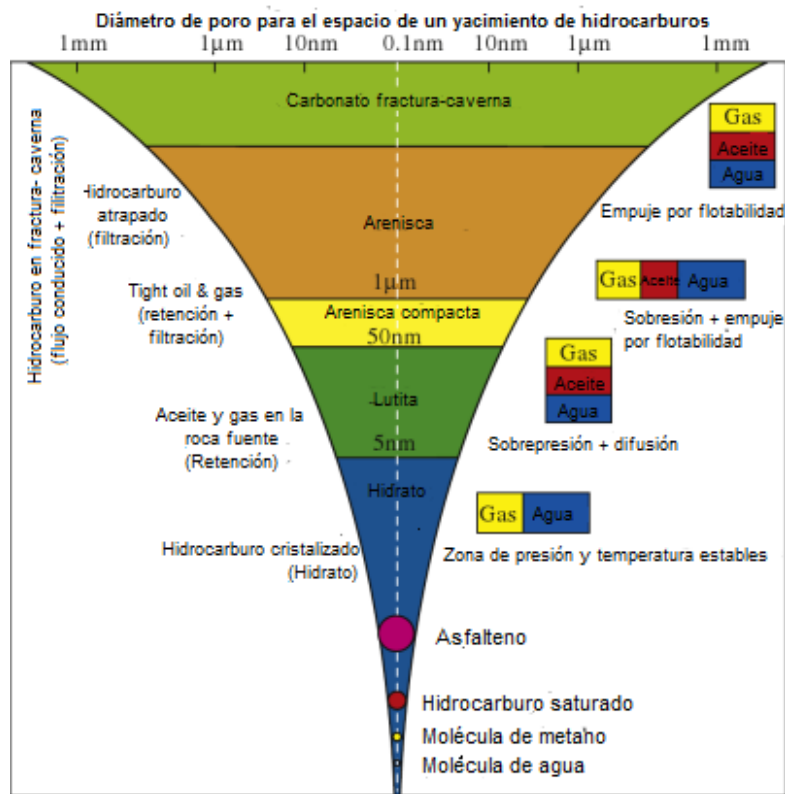 Diámetro de poro para el espacio de un yacimiento de hidrocarburos
1mm 1μm 10nm 0.1nm 10nm 1μm 1mm
Carbonato fractura-caverna
Hidrocarburo en fractura- caverna
(flujo conducido + filitración)
Gas
Aceite
Agua
Empuje por flotabilidad
Hidrocarburo
atrapado
(filtración)
Arenisca
1μm
Tight oil & gas
(retención +
filtración)
Arenisca compacta
50nm
Gas Aceite Agua
Sobresión + empuje
por flotabilidad
Gas
Aceite
Agua
Sobrepresión + difusión
Lutita
5nm
Aceite y gas en la
roca fuente
(Retención)
Hidrato
Gas Agua
Zona de presión y temperatura estables
Hidrocarburo cristalizado
(Hidrato)
Asfalteno
Hidrocarburo saturado
Molécula de metaho
Molécula de agua